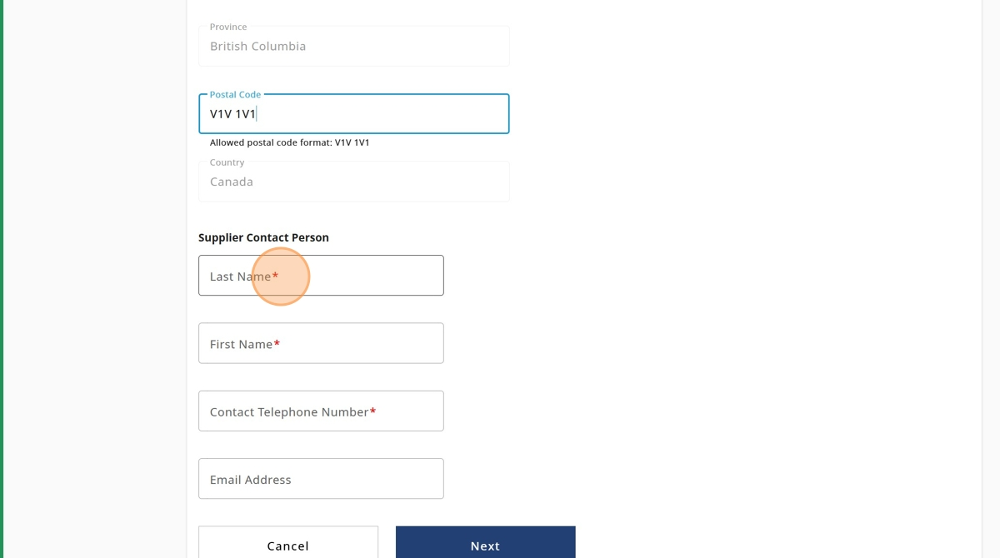 Province
British Columbia
Postal Code
V1V 1V1
Allowed postal code format: V1V 1V1
Country
Canada
Supplier Contact Person
Last Name*
First Name*
Contact Telephone Number*
Email Address
Cancel
Next